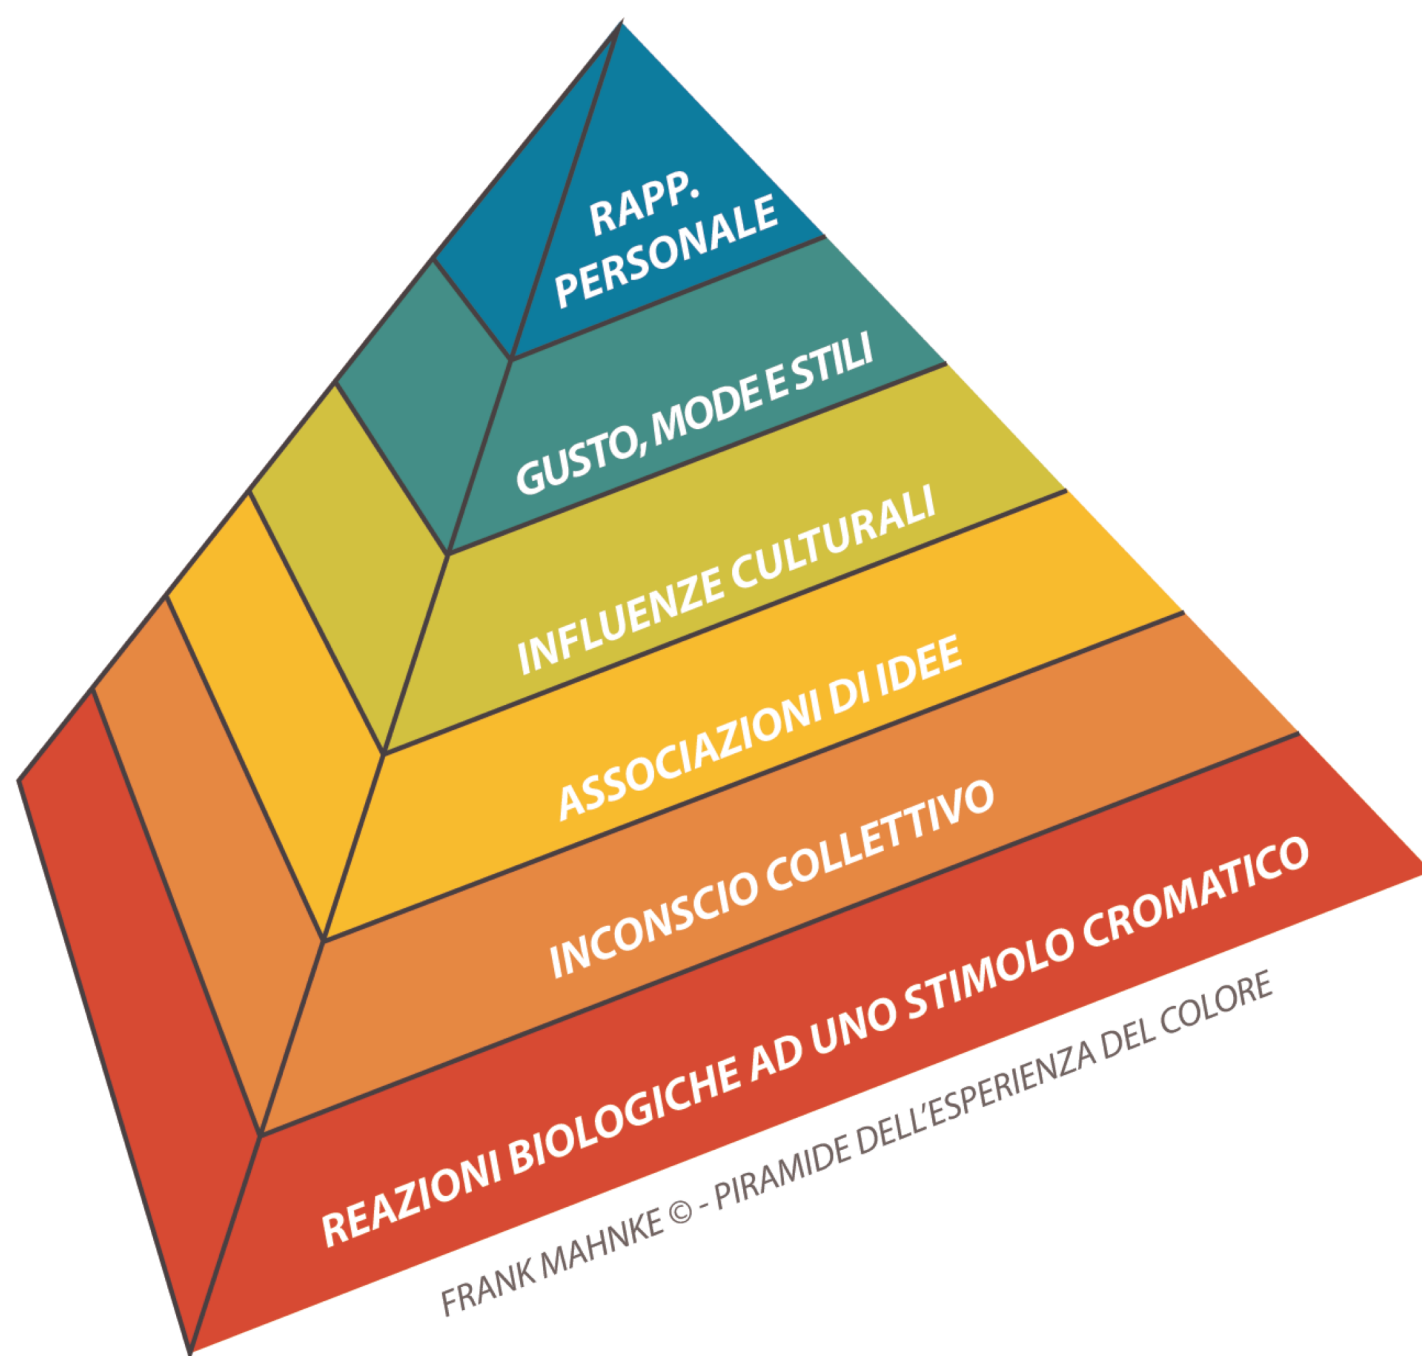 RAPP.
PERSONALE
GUSTO, MODE E STILI
INFLUENZE CULTURALI
ASSOCIAZIONI DI IDEE
INCONSCIO COLLETTIVO
REAZIONI BIOLOGICHE AD UNO STIMOLO CROMATICO
FRANK MAHNKE © - PIRAMIDE DELL'ESPERIENZA DEL COLORE